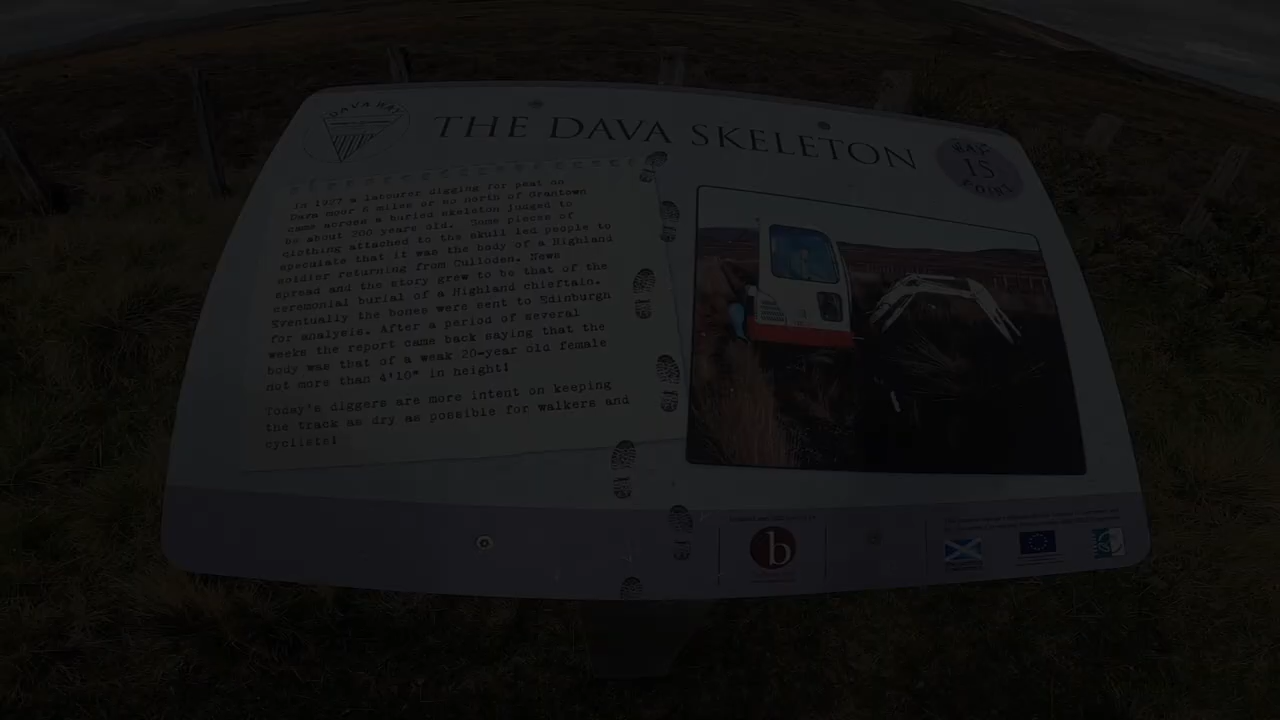 DAVA WAY
THE DAVA SKELETON
WAY
15
POINT
In 1927 a labourer digging for peat on
Dava moor 6 miles or so north of Grantown
came across a buried skeleton judged to
be about 200 years old. Some pieces of
clothing attached to the skull led people to
speculate that it was the body of a Highland
soldier returning from Culloden. News
spread and the story grew to be that of the
ceremonial burial of a Highland chieftain.
Eventually the bones were sent to Edinburgh
for analysis. After a period of several
weeks the report came back saying that the
body was that of a weak 20-year old female
not more than 4'10" in height!
Today's diggers are more intent on keeping
the track as dry as possible for walkers and
cyclists!
b